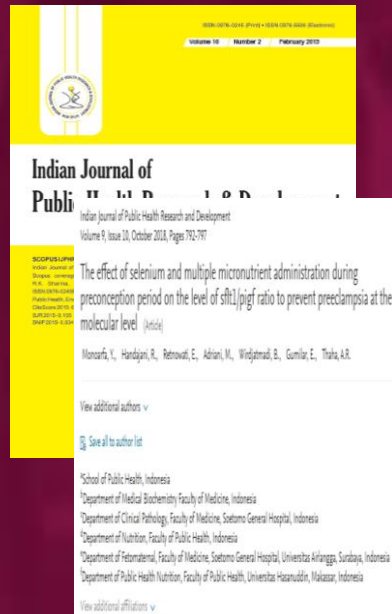 ISSN-0976-0245 (Print) • ISSN-0976-5506 (Electronic)
Volume 10 / Number 2 / February 2019
Indian Journal of
Indian Journal of Public Health Research and Development
Volume 9, Issue 10, October 2018, Pages 792-797
The effect of selenium and multiple micronutrient administration during
preconception period on the level of sflt1/pigf ratio to prevent preeclampsia at the
molecular level (Article)
Monoarfa, Y., Handajani, R., Retnowati, E., Adriani, M., Wirdjatmadi, B., Gumilar, E., Thaha, A.R.
View additional authors
Save all to author list
School of Public Health, Indonesia
Department of Medical Biochemistry Faculty of Medicine, Indonesia
Department of Clinical Pathology, Faculty of Medicine, Soetomo General Hospital, Indonesia
Department of Nutrition, Faculty of Public Health, Indonesia
Department of Fetomaternal, Faculty of Medicine, Soetomo General Hospital, Universitas Airlangga, Surabaya, Indonesia
Department of Public Health Nutrition, Faculty of Public Health, Universitas Hasanuddin, Makassar, Indonesia
View additional affiliations